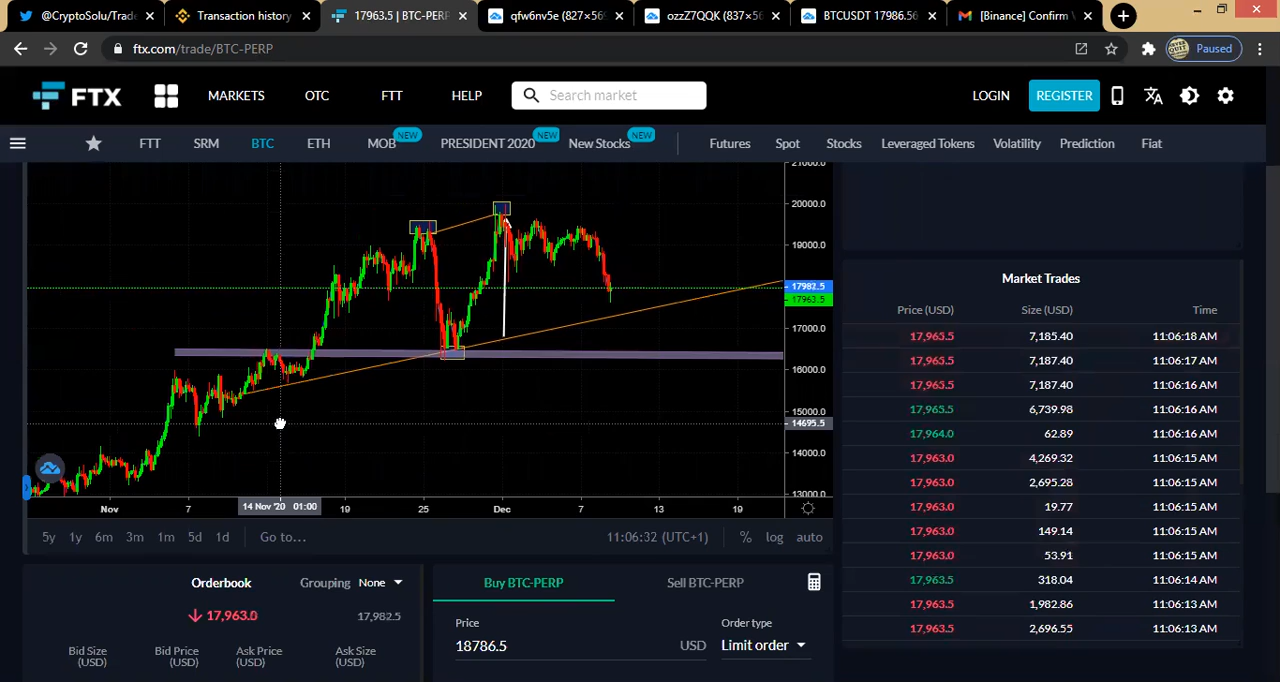 @CryptoSolu/Trade
Transaction history
17963.5 | BTC-PERP
qfw6nv5e (827×569
ozzZ7QQK (837×56
BTCUSDT 17986.56
[Binance] Confirm
ftx.com/trade/BTC-PERP
Paused
FTX
MARKETS
OTC
FTT
HELP
Search market
LOGIN
REGISTER
FTT
SRM
BTC
ETH
MOB NEW
PRESIDENT 2020 NEW
New Stocks NEW
Futures
Spot
Stocks
Leveraged Tokens
Volatility
Prediction
Fiat
21000.0
20000.0
19000.0
17982.5
17963.5
17000.0
16000.0
15000.0
14695.5
14000.0
13000.0
Nov
7
14 Nov '20 01:00
19
25
Dec
7
13
19
5y 1y 6m 3m 1m 5d 1d Go to... 11:06:32 (UTC+1) % log auto
Market Trades
Price (USD) Size (USD) Time
17,963.5 7,185.40 11:06:18 AM
17,963.5 7,187.40 11:06:17 AM
17,963.5 7,187.40 11:06:16 AM
17,963.5 6,739.98 11:06:16 AM
17,964.0 62.89 11:06:16 AM
17,963.0 4,269.32 11:06:15 AM
17,963.0 2,695.28 11:06:15 AM
17,963.0 19.77 11:06:15 AM
17,963.0 149.14 11:06:15 AM
17,963.0 53.91 11:06:15 AM
17,963.5 318.04 11:06:14 AM
17,963.5 1,982.86 11:06:13 AM
17,963.5 2,696.55 11:06:13 AM
Orderbook
Grouping None
17,963.0 17,982.5
Bid Size (USD)
Bid Price (USD)
Ask Price (USD)
Ask Size (USD)
Buy BTC-PERP
Sell BTC-PERP
Price
18786.5 USD
Order type
Limit order